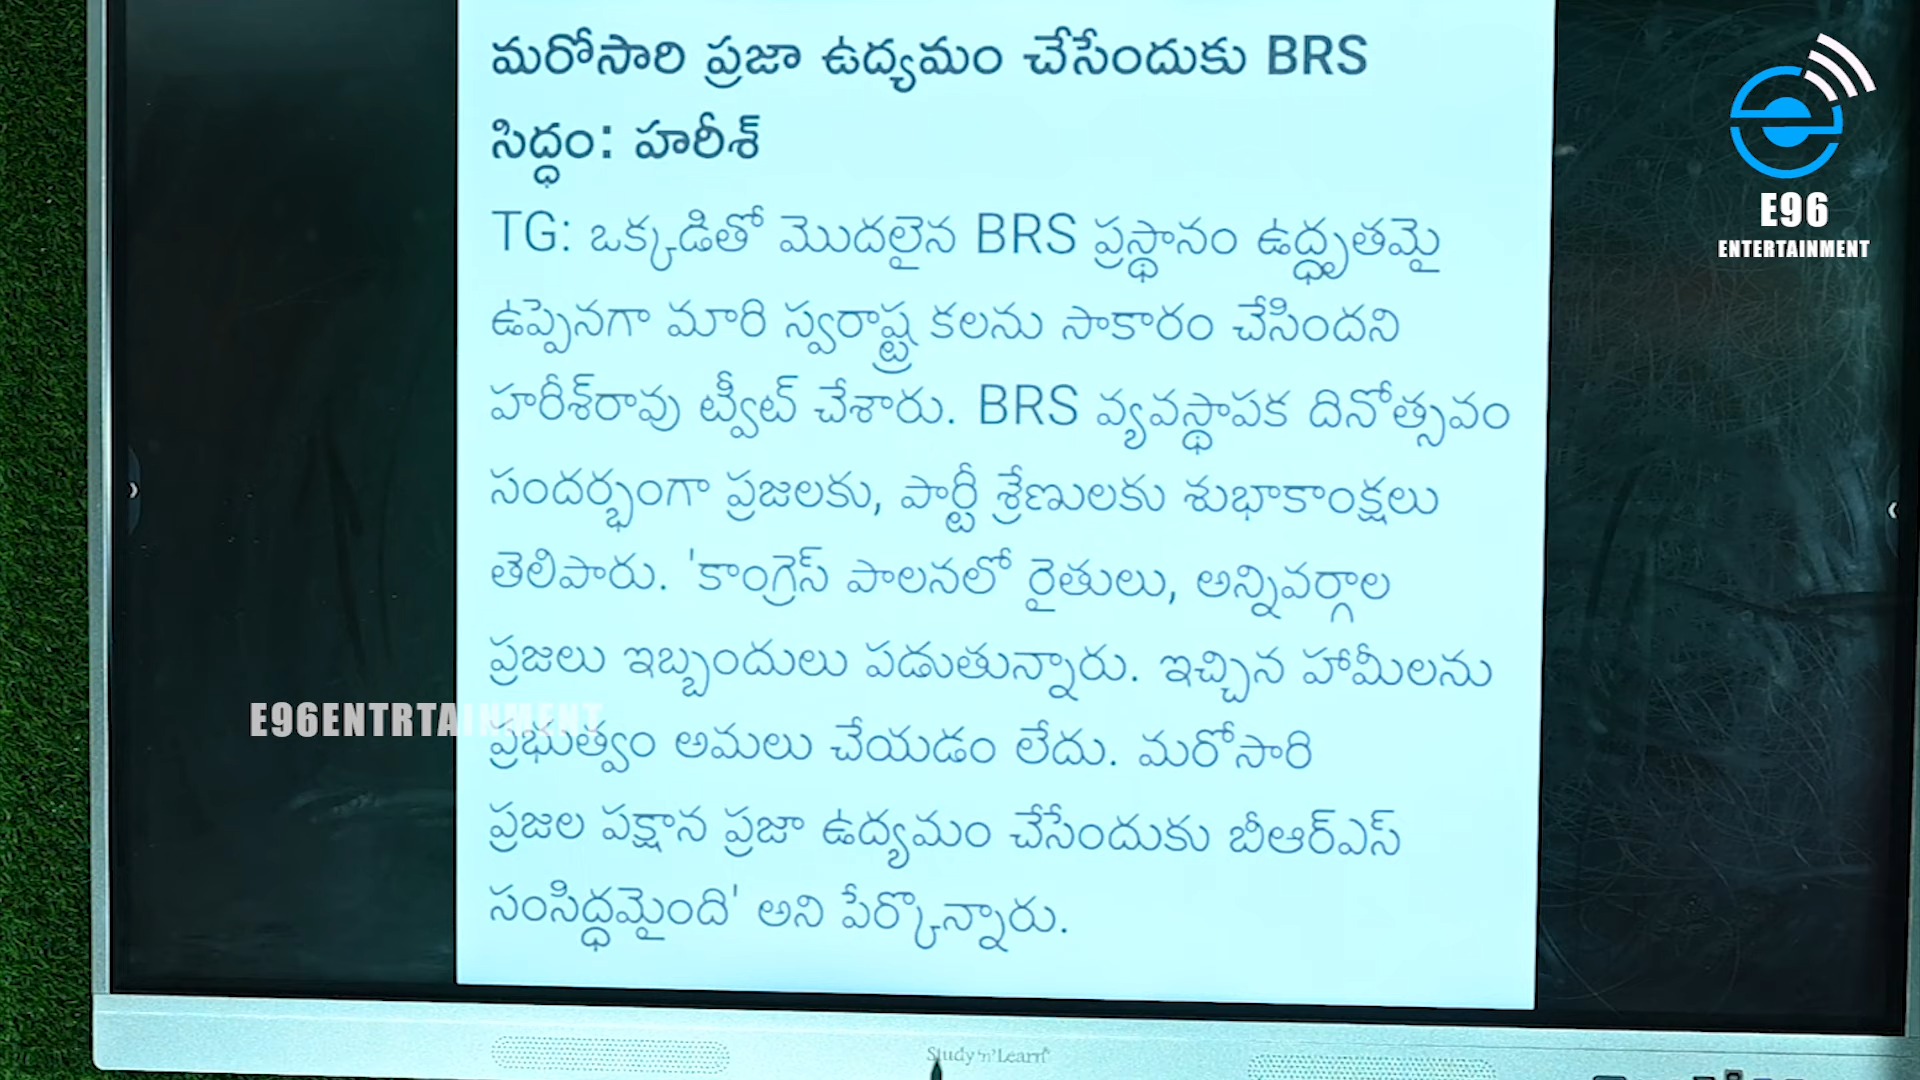 మరోసారి ప్రజా ఉద్యమం చేసేందుకు BRS
సిద్ధం: హరీశ్
TG: ఒక్కడితో మొదలైన BRS ప్రస్థానం ఉద్ధృతమై
ఉప్పెనగా మారి స్వరాష్ట్ర కలను సాకారం చేసిందని
హరీశ్‌రావు ట్వీట్ చేశారు. BRS వ్యవస్థాపక దినోత్సవం
సందర్భంగా ప్రజలకు, పార్టీ శ్రేణులకు శుభాకాంక్షలు
తెలిపారు. 'కాంగ్రెస్ పాలనలో రైతులు, అన్నివర్గాల
ప్రజలు ఇబ్బందులు పడుతున్నారు. ఇచ్చిన హామీలను
ప్రభుత్వం అమలు చేయడం లేదు. మరోసారి
ప్రజల పక్షాన ప్రజా ఉద్యమం చేసేందుకు బీఆర్ఎస్
సంసిద్ధమైంది' అని పేర్కొన్నారు.
E96
ENTERTAINMENT
E96ENTRTAINMENT
Study 'n' Learn